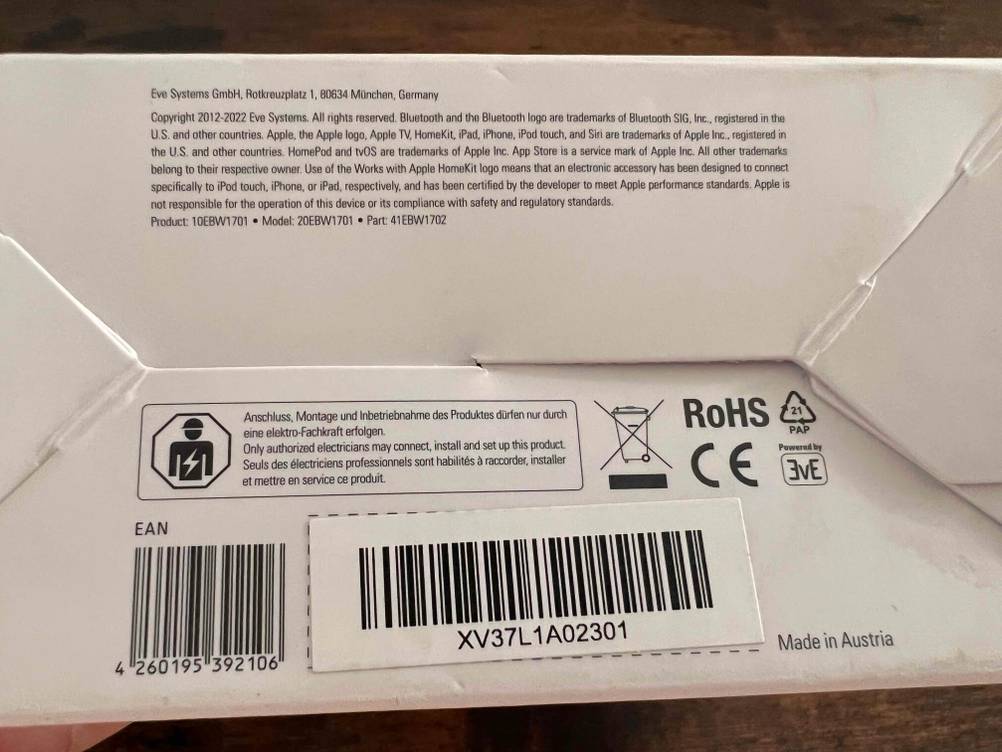 Eve Systems GmbH, Rotkreuzplatz 1, 80634 München, Germany
Copyright 2012-2022 Eve Systems. All rights reserved. Bluetooth and the Bluetooth logo are trademarks of Bluetooth SIG, Inc., registered in the
U.S. and other countries. Apple, the Apple logo, Apple TV, HomeKit, iPad, iPhone, iPod touch, and Siri are trademarks of Apple Inc., registered in
the U.S. and other countries. HomePod and tvOS are trademarks of Apple Inc. App Store is a service mark of Apple Inc. All other trademarks
belong to their respective owner. Use of the Works with Apple HomeKit logo means that an electronic accessory has been designed to connect
specifically to iPod touch, iPhone, or iPad, respectively, and has been certified by the developer to meet Apple performance standards. Apple is
not responsible for the operation of this device or its compliance with safety and regulatory standards.
Product: 10EBW1701 • Model: 20EBW1701 • Part: 41EBW1702
Anschluss, Montage und Inbetriebnahme des Produktes dürfen nur durch
eine elektro-Fachkraft erfolgen.
Only authorized electricians may connect, install and set up this product.
Seuls des électriciens professionnels sont habilités à raccorder, installer
et mettre en service ce produit.
RoHS
21
PAP
CE
Powered by
EVE
EAN
4 260195 392106
XV37L1A02301
Made in Austria